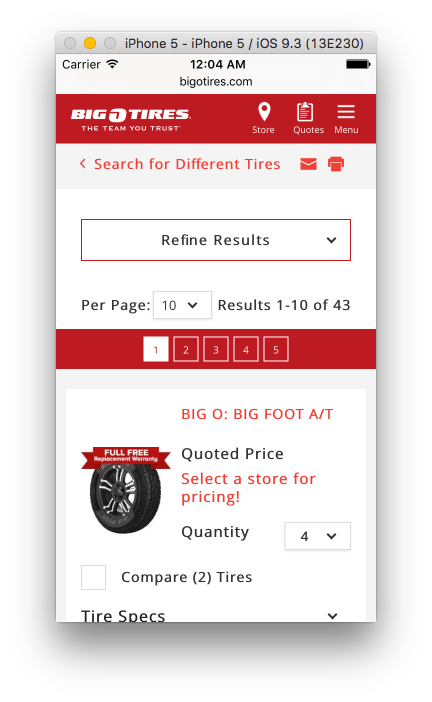 iPhone 5 - iPhone 5 / iOS 9.3 (13E230)
Carrier 12:04 AM
bigotires.com
BIG O TIRES
THE TEAM YOU TRUST
Store Quotes Menu
Search for Different Tires
Refine Results
Per Page: 10 Results 1-10 of 43
1 2 3 4 5
BIG O: BIG FOOT A/T
FULL FREE
Replacement Warranty
Quoted Price
Select a store for
pricing!
Quantity 4
Compare (2) Tires
Tire Specs